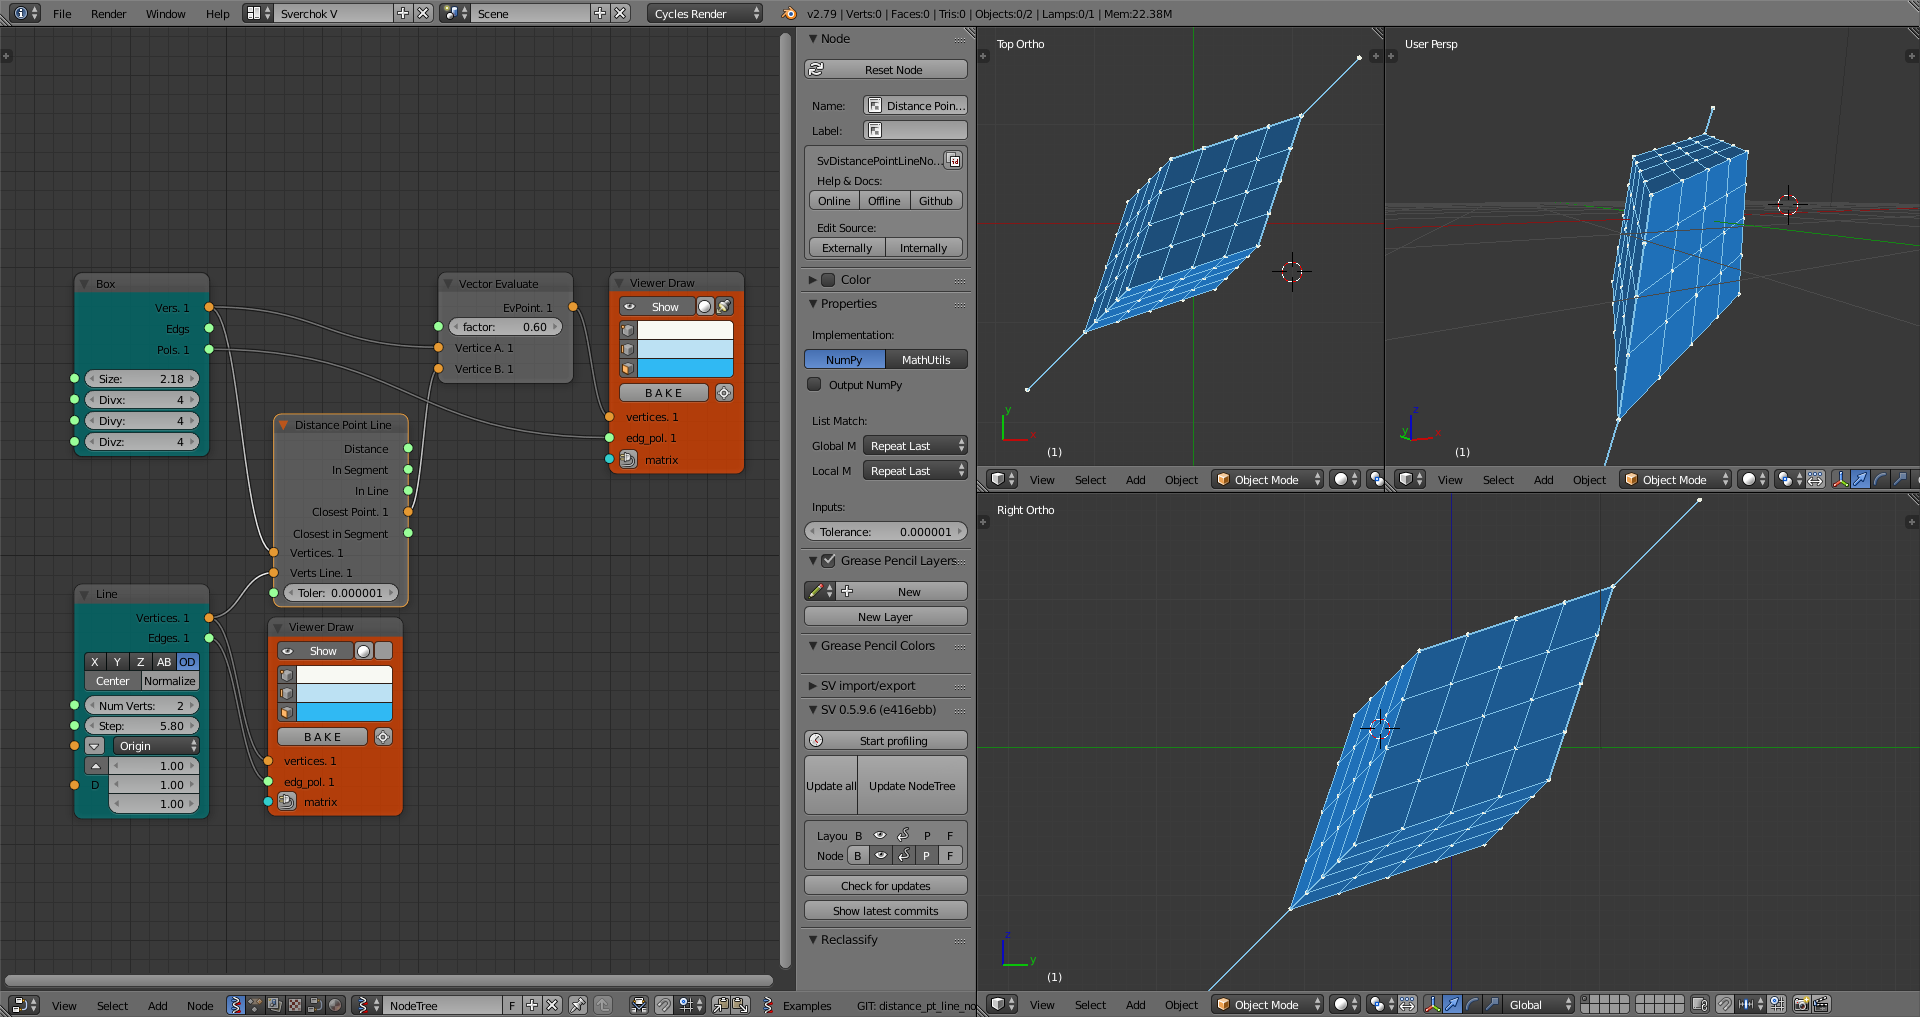 File Render Window Help Sverchok V Scene Cycles Render v2.79 | Verts:0 | Faces:0 | Tris:0 | Objects:0/2 | Lamps:0/1 | Mem:22.38M
Box
Vers. 1
Edgs
Pols. 1
Size: 2.18
Divx: 4
Divy: 4
Divz: 4
Vector Evaluate
EvPoint. 1
factor: 0.60
Vertice A. 1
Vertice B. 1
Viewer Draw
Show
BAKE
vertices. 1
edg_pol. 1
matrix
Distance Point Line
Distance
In Segment
In Line
Closest Point. 1
Closest in Segment
Vertices. 1
Verts Line. 1
Toler: 0.000001
Line
Vertices. 1
Edges. 1
X Y Z AB OD
Center Normalize
Num Verts: 2
Step: 5.80
Origin
1.00
D 1.00
1.00
Viewer Draw
Show
BAKE
vertices. 1
edg_pol. 1
matrix
View Select Add Node NodeTree F Examples GIT: distance_pt_line_no
Node
Reset Node
Name: Distance Poin...
Label:
SvDistancePointLineNo...
Help & Docs:
Online Offline Github
Edit Source:
Externally Internally
Color
Properties
Implementation:
NumPy MathUtils
Output NumPy
List Match:
Global M Repeat Last
Local M Repeat Last
Inputs:
Tolerance: 0.000001
Grease Pencil Layers
New
New Layer
Grease Pencil Colors
SV import/export
SV 0.5.9.6 (e416ebb)
Start profiling
Update all Update NodeTree
Layou B P F
Node B P F
Check for updates
Show latest commits
Reclassify
Top Ortho
y
x
(1)
View Select Add Object Object Mode
User Persp
z
y x
(1)
View Select Add Object Object Mode
Right Ortho
z
y
(1)
View Select Add Object Object Mode Global